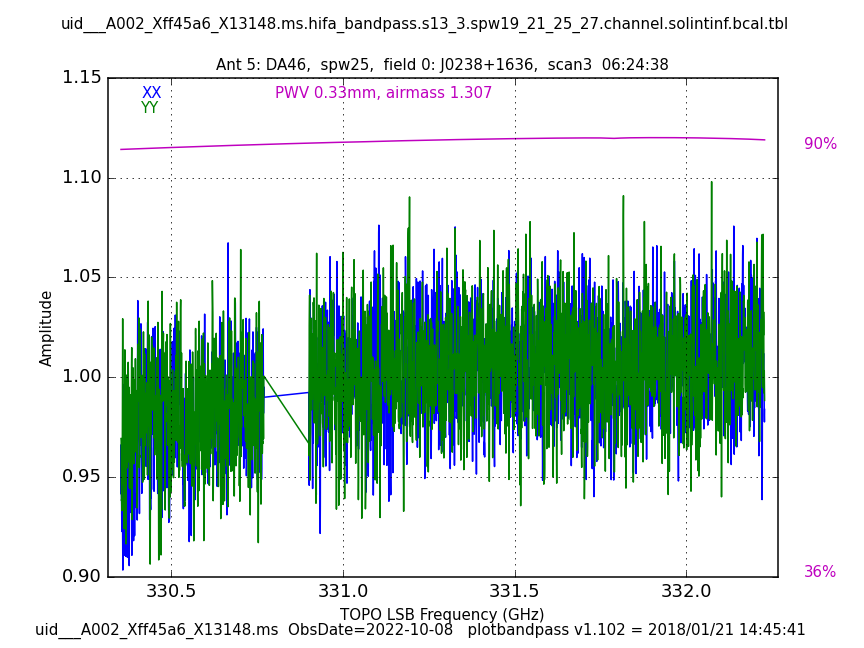 uid___A002_Xff45a6_X13148.ms.hifa_bandpass.s13_3.spw19_21_25_27.channel.solintinf.bcal.tbl
Ant 5: DA46,  spw25,  field 0: J0238+1636,  scan3  06:24:38
1.15
XX
PWV 0.33mm, airmass 1.307
YY
90%
1.10
1.05
Amplitude
1.00
0.95
0.90
36%
330.5 331.0 331.5 332.0
TOPO LSB Frequency (GHz)
uid___A002_Xff45a6_X13148.ms  ObsDate=2022-10-08   plotbandpass v1.102 = 2018/01/21 14:45:41